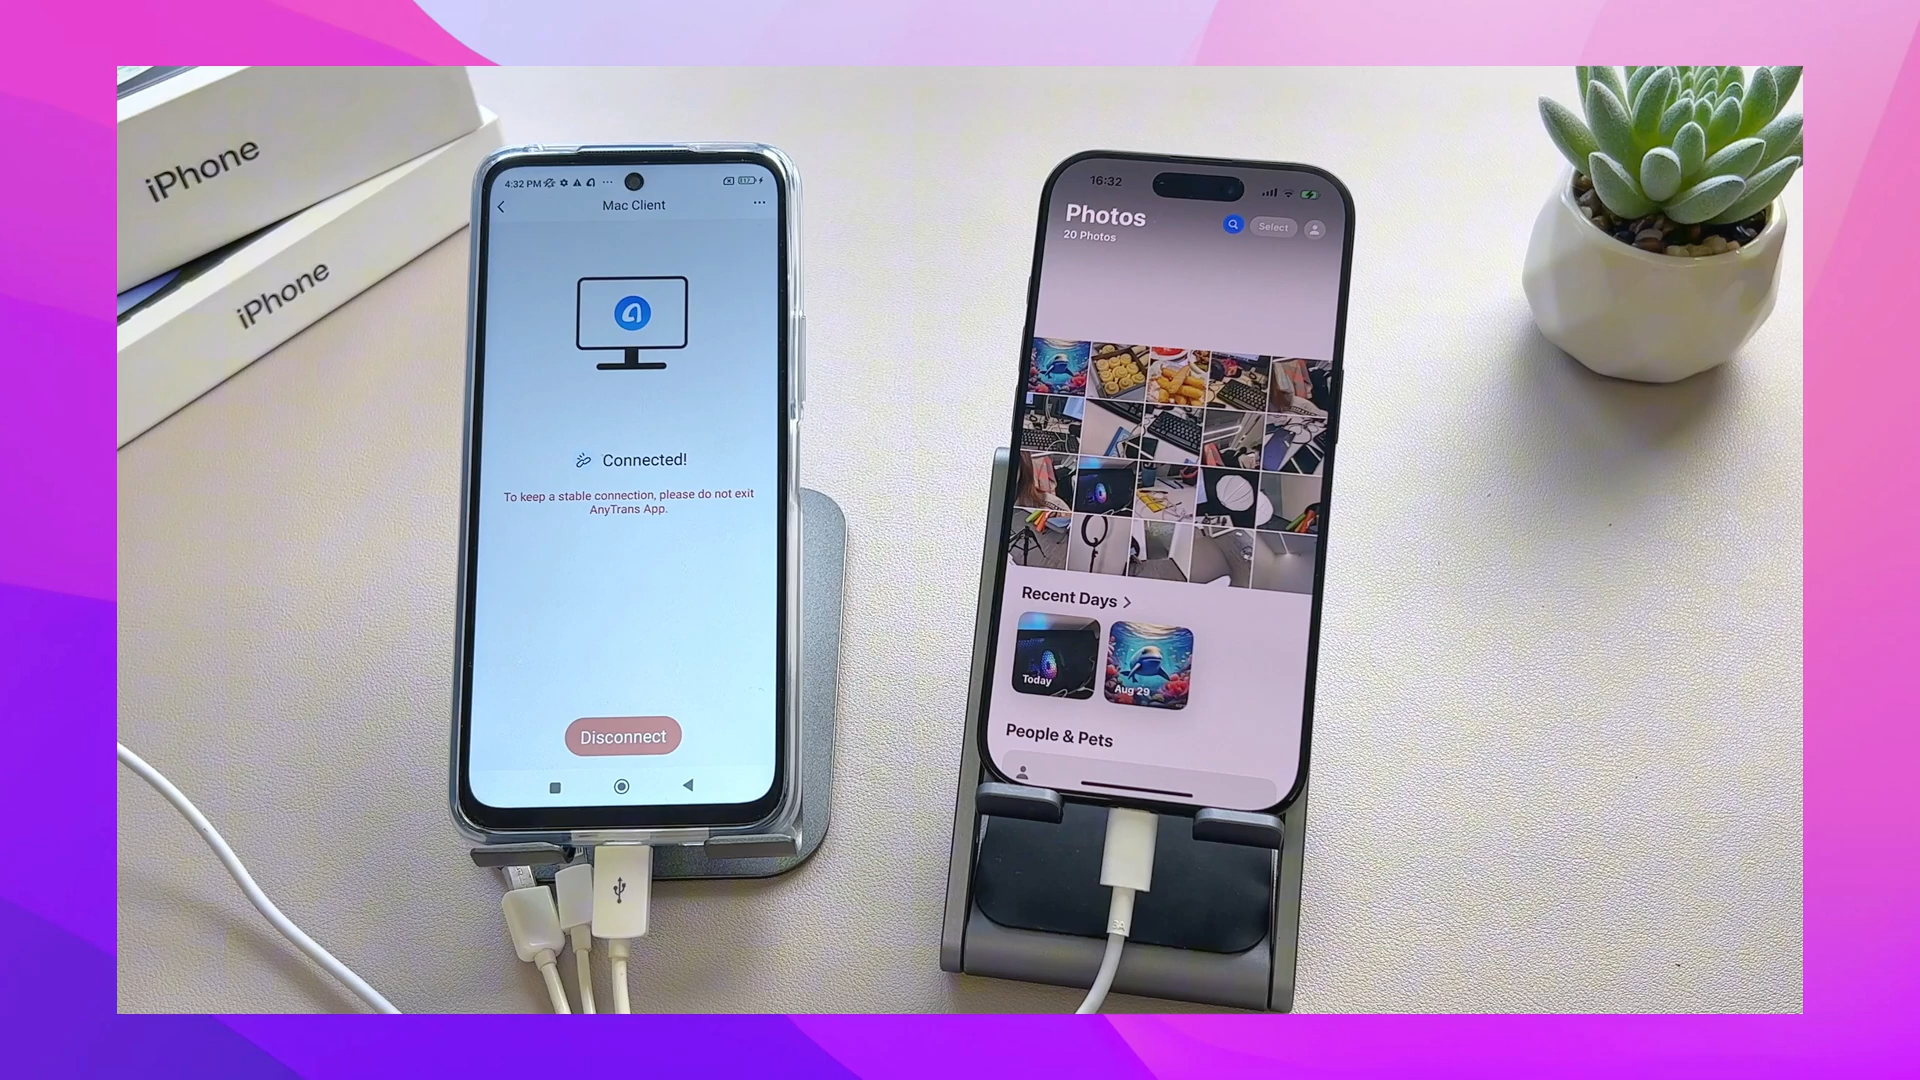 iPhone
iPhone
4:32 PM
Mac Client
Connected!
To keep a stable connection, please do not exit
AnyTrans App.
Disconnect
16:32
Photos
20 Photos
Select
Recent Days
Today
Aug 29
People & Pets